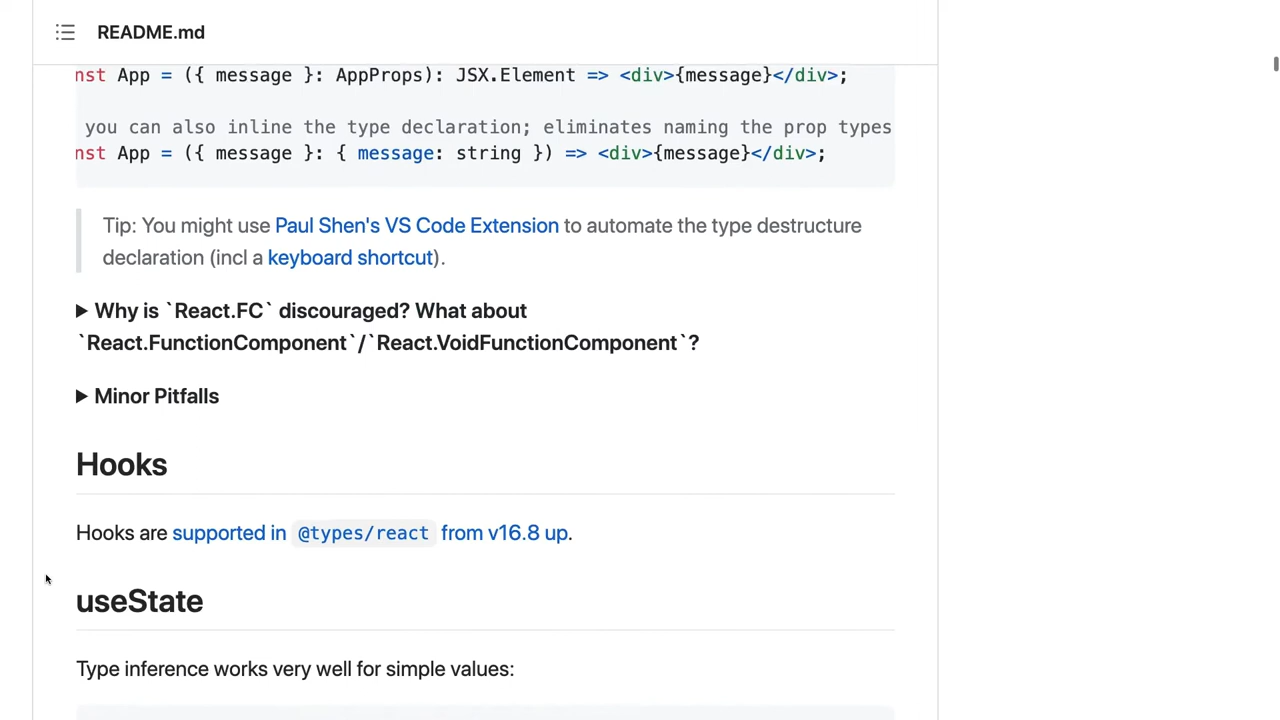 README.md
nst App = ({ message }: AppProps): JSX.Element => <div>{message}</div>;
you can also inline the type declaration; eliminates naming the prop types
nst App = ({ message }: { message: string }) => <div>{message}</div>;
Tip: You might use Paul Shen's VS Code Extension to automate the type destructure
declaration (incl a keyboard shortcut).
▶ Why is `React.FC` discouraged? What about
`React.FunctionComponent`/`React.VoidFunctionComponent`?
▶ Minor Pitfalls
Hooks
Hooks are supported in @types/react from v16.8 up.
useState
Type inference works very well for simple values: